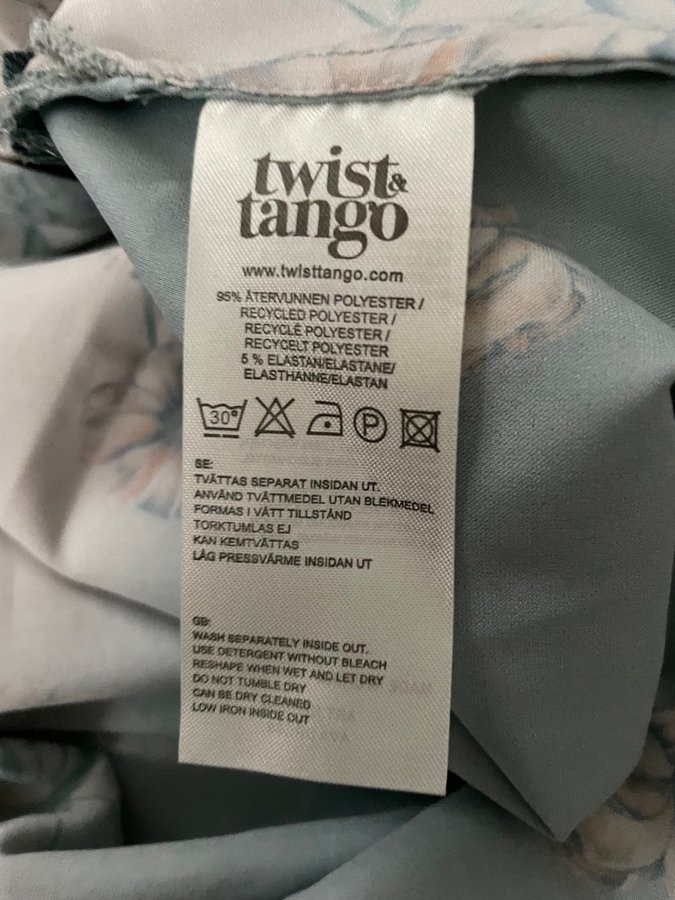 twist &
tango
www.twisttango.com
95% ÅTERVUNNEN POLYESTER /
RECYCLED POLYESTER /
RECYCLÉ POLYESTER /
RECYCELT POLYESTER
5 % ELASTAN/ELASTANE/
ELASTHANNE/ELASTAN
30° P
SE:
TVÄTTAS SEPARAT INSIDAN UT.
ANVÄND TVÄTTMEDEL UTAN BLEKMEDEL
FORMAS I VÅTT TILLSTÅND
TORKTUMLAS EJ
KAN KEMTVÄTTAS
LÅG PRESSVÄRME INSIDAN UT
GB:
WASH SEPARATELY INSIDE OUT.
USE DETERGENT WITHOUT BLEACH
RESHAPE WHEN WET AND LET DRY
DO NOT TUMBLE DRY
CAN BE DRY CLEANED
LOW IRON INSIDE OUT